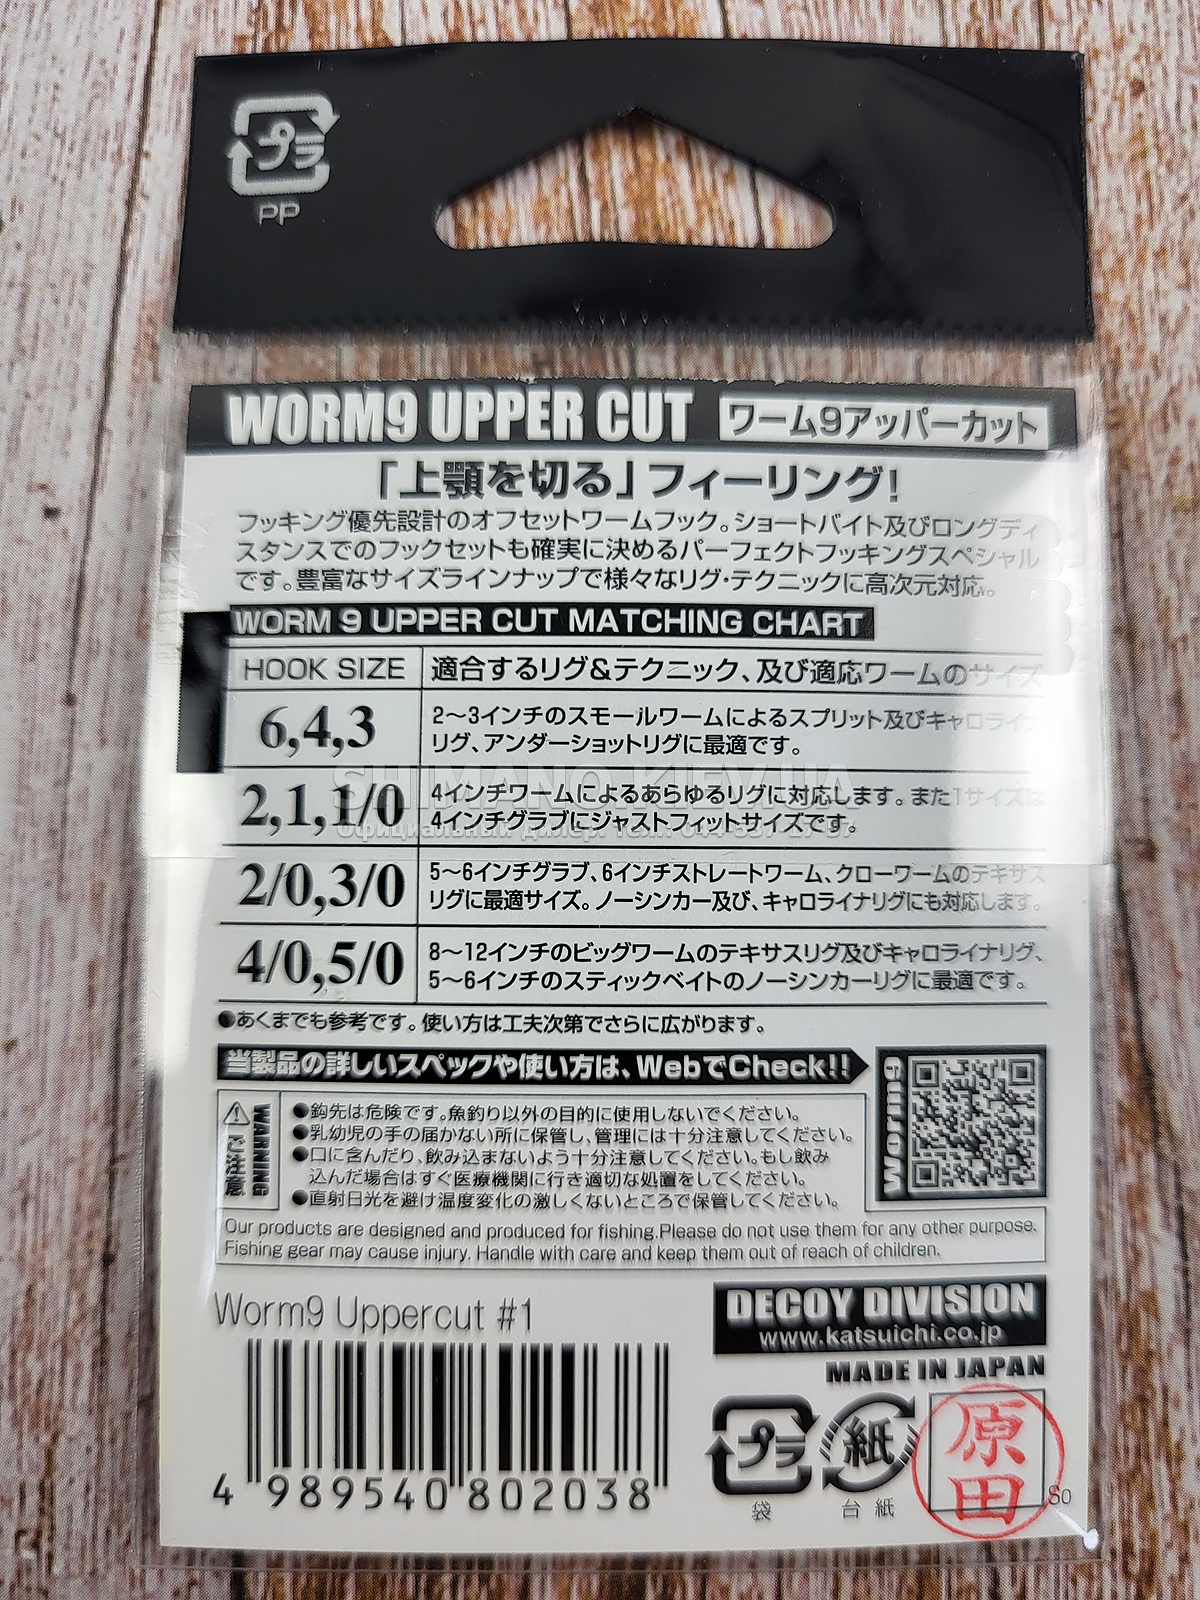 プラ
PP
WORM9 UPPER CUT ワーム9アッパーカット
「上顎を切る」フィーリング!
フッキング優先設計のオフセットワームフック。ショートバイト及びロングディ
スタンスでのフックセットも確実に決めるパーフェクトフッキングスペシャル
です。豊富なサイズラインナップで様々なリグ・テクニックに高次元対応。
WORM 9 UPPER CUT MATCHING CHART
HOOK SIZE 適合するリグ&テクニック、及び適応ワームのサイズ
6,4,3
2〜3インチのスモールワームによるスプリット及びキャロライ
リグ、アンダーショットリグに最適です。
SHIMANO.KIEV.UA
Официальный дилер. тел.:
2,1,1/0
4インチワームによるあらゆるリグに対応します。また1サイズは
4インチグラブにジャストフィットサイズです。
2/0,3/0
5〜6インチグラブ、6インチストレートワーム、クローワームのテキサス
リグに最適サイズ。ノーシンカー及び、キャロライナリグにも対応します。
4/0,5/0
8〜12インチのビッグワームのテキサスリグ及びキャロライナリグ、
5〜6インチのスティックベイトのノーシンカーリグに最適です。
●あくまでも参考です。使い方は工夫次第でさらに広がります。
当製品の詳しいスペックや使い方は、WebでCheck!!
WORM9
WARNING
ご注意
●鈎先は危険です。魚釣り以外の目的に使用しないでください。
●乳幼児の手の届かない所に保管し、管理には十分注意してください。
●口に含んだり、飲み込まないよう十分注意してください。もし飲み
込んだ場合はすぐ医療機関に行き適切な処置をしてください。
●直射日光を避け温度変化の激しくないところで保管してください。
Our products are designed and produced for fishing.Please do not use them for any other purpose.
Fishing gear may cause injury. Handle with care and keep them out of reach of children.
Worm9 Uppercut #1
4 989540 802038
DECOY DIVISION
www.katsuichi.co.jp
MADE IN JAPAN
プラ 紙
袋 台紙
原田
So